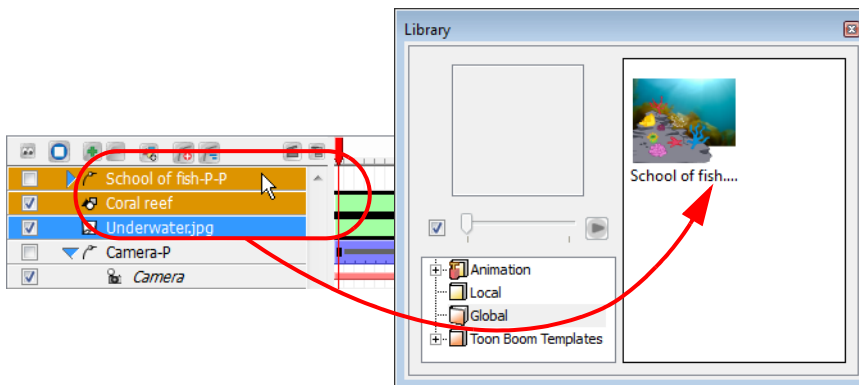 Library
School of fish-P-P
Coral reef
Underwater.jpg
Camera-P
Camera
School of fish....
Animation
Local
Global
Toon Boom Templates